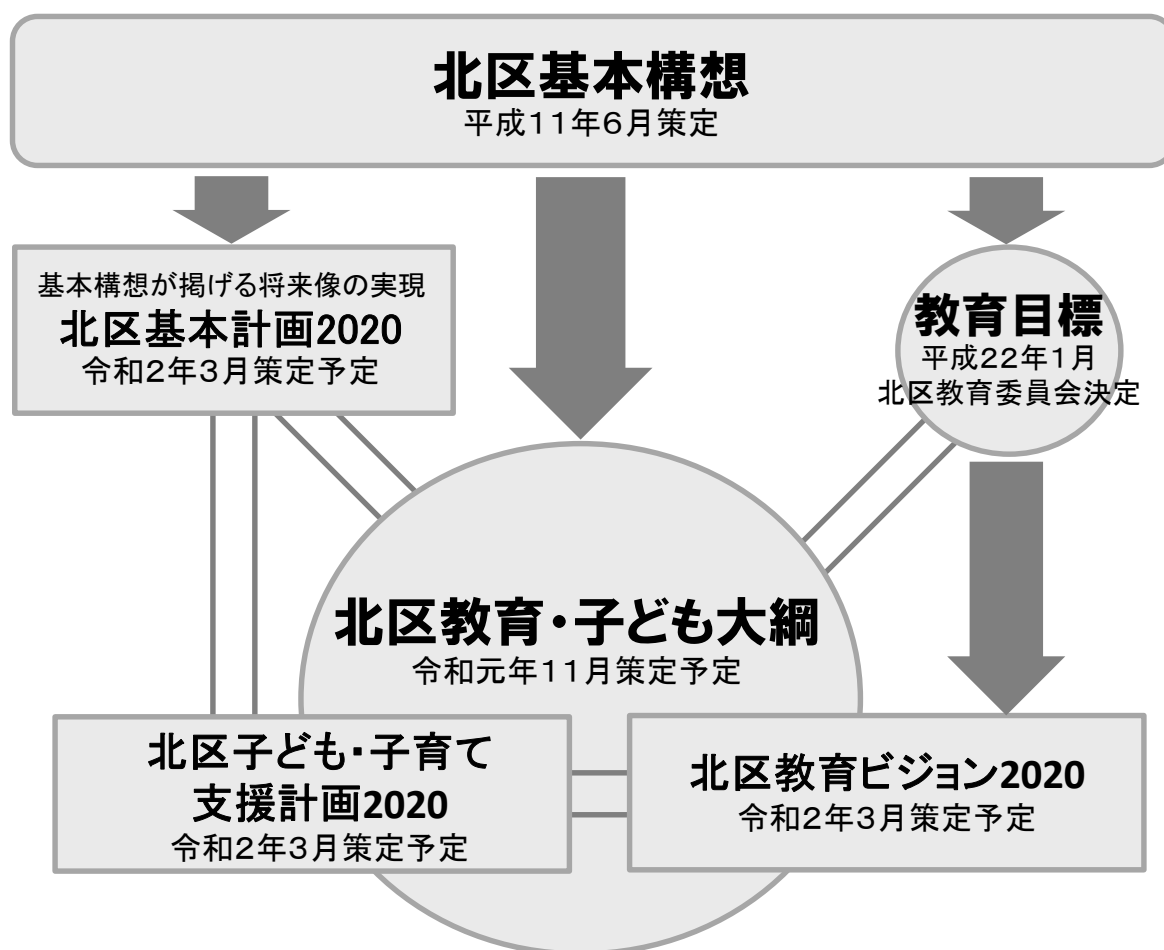 北区基本構想
平成11年6月策定
基本構想が掲げる将来像の実現
北区基本計画2020
令和2年3月策定予定
教育目標
平成22年1月
北区教育委員会決定
北区教育・子ども大綱
令和元年11月策定予定
北区子ども・子育て
支援計画2020
令和2年3月策定予定
北区教育ビジョン2020
令和2年3月策定予定